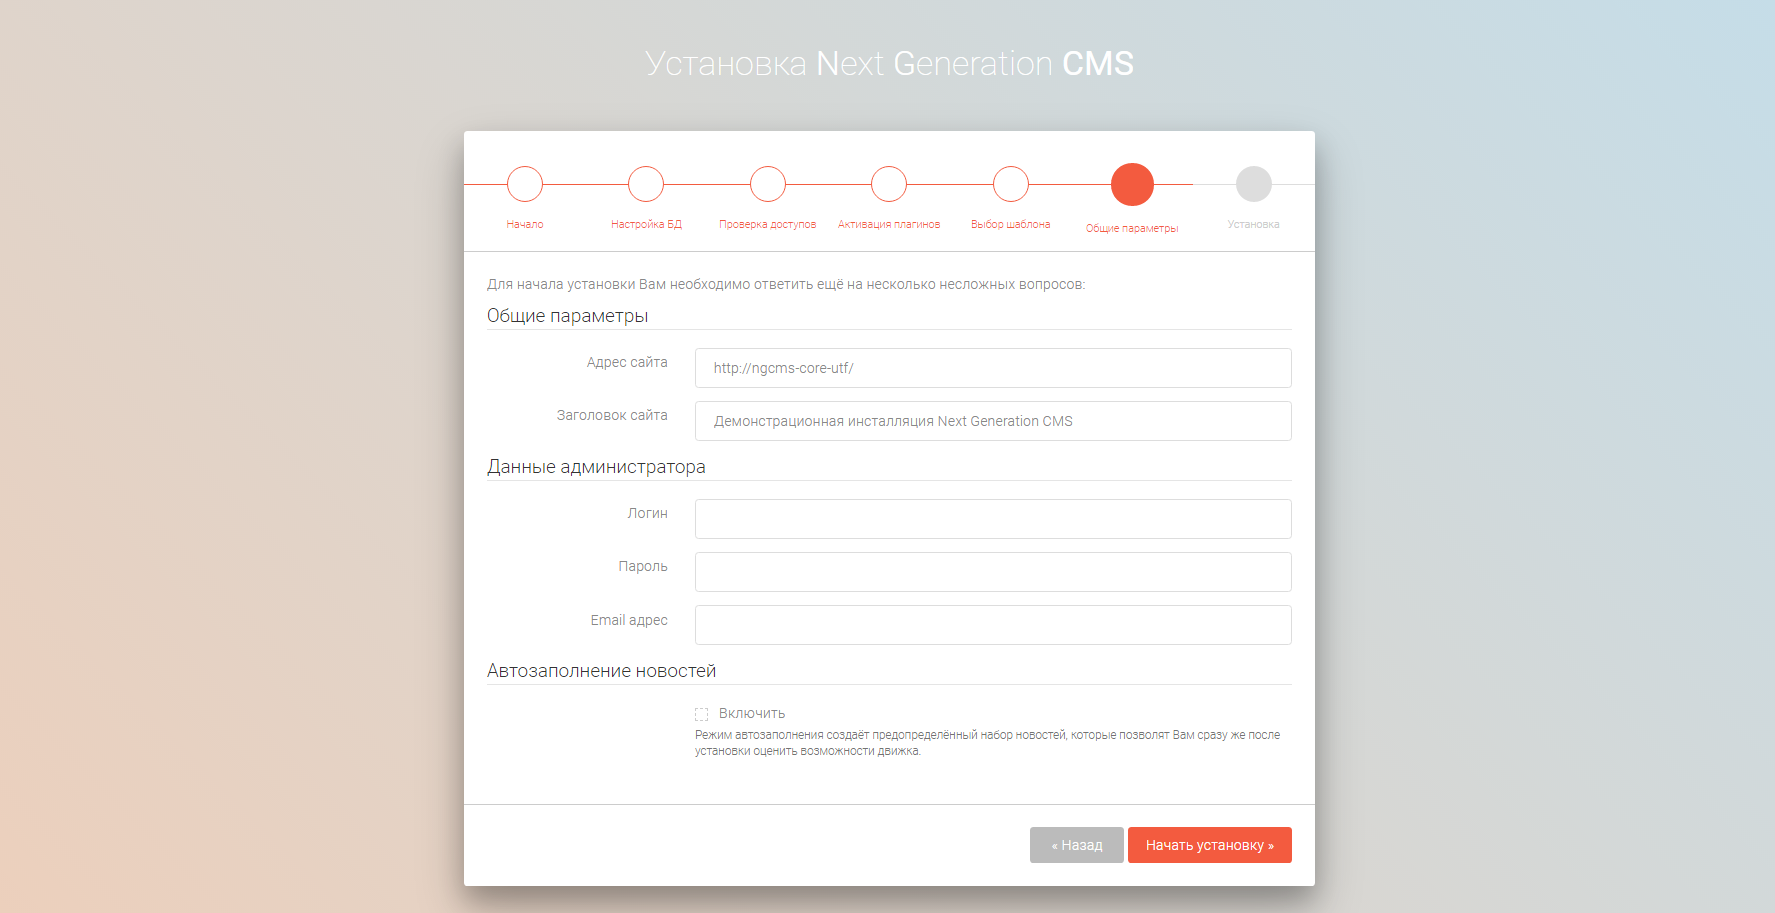 Установка Next Generation CMS
Начало
Настройка БД
Проверка доступов
Активация плагинов
Выбор шаблона
Общие параметры
Установка
Для начала установки Вам необходимо ответить ещё на несколько несложных вопросов:
Общие параметры
Адрес сайта
http://ngcms-core-utf/
Заголовок сайта
Демонстрационная инсталляция Next Generation CMS
Данные администратора
Логин
Пароль
Email адрес
Автозаполнение новостей
Включить
Режим автозаполнения создаёт предопределённый набор новостей, которые позволят Вам сразу же после
установки оценить возможности движка.
« Назад
Начать установку »